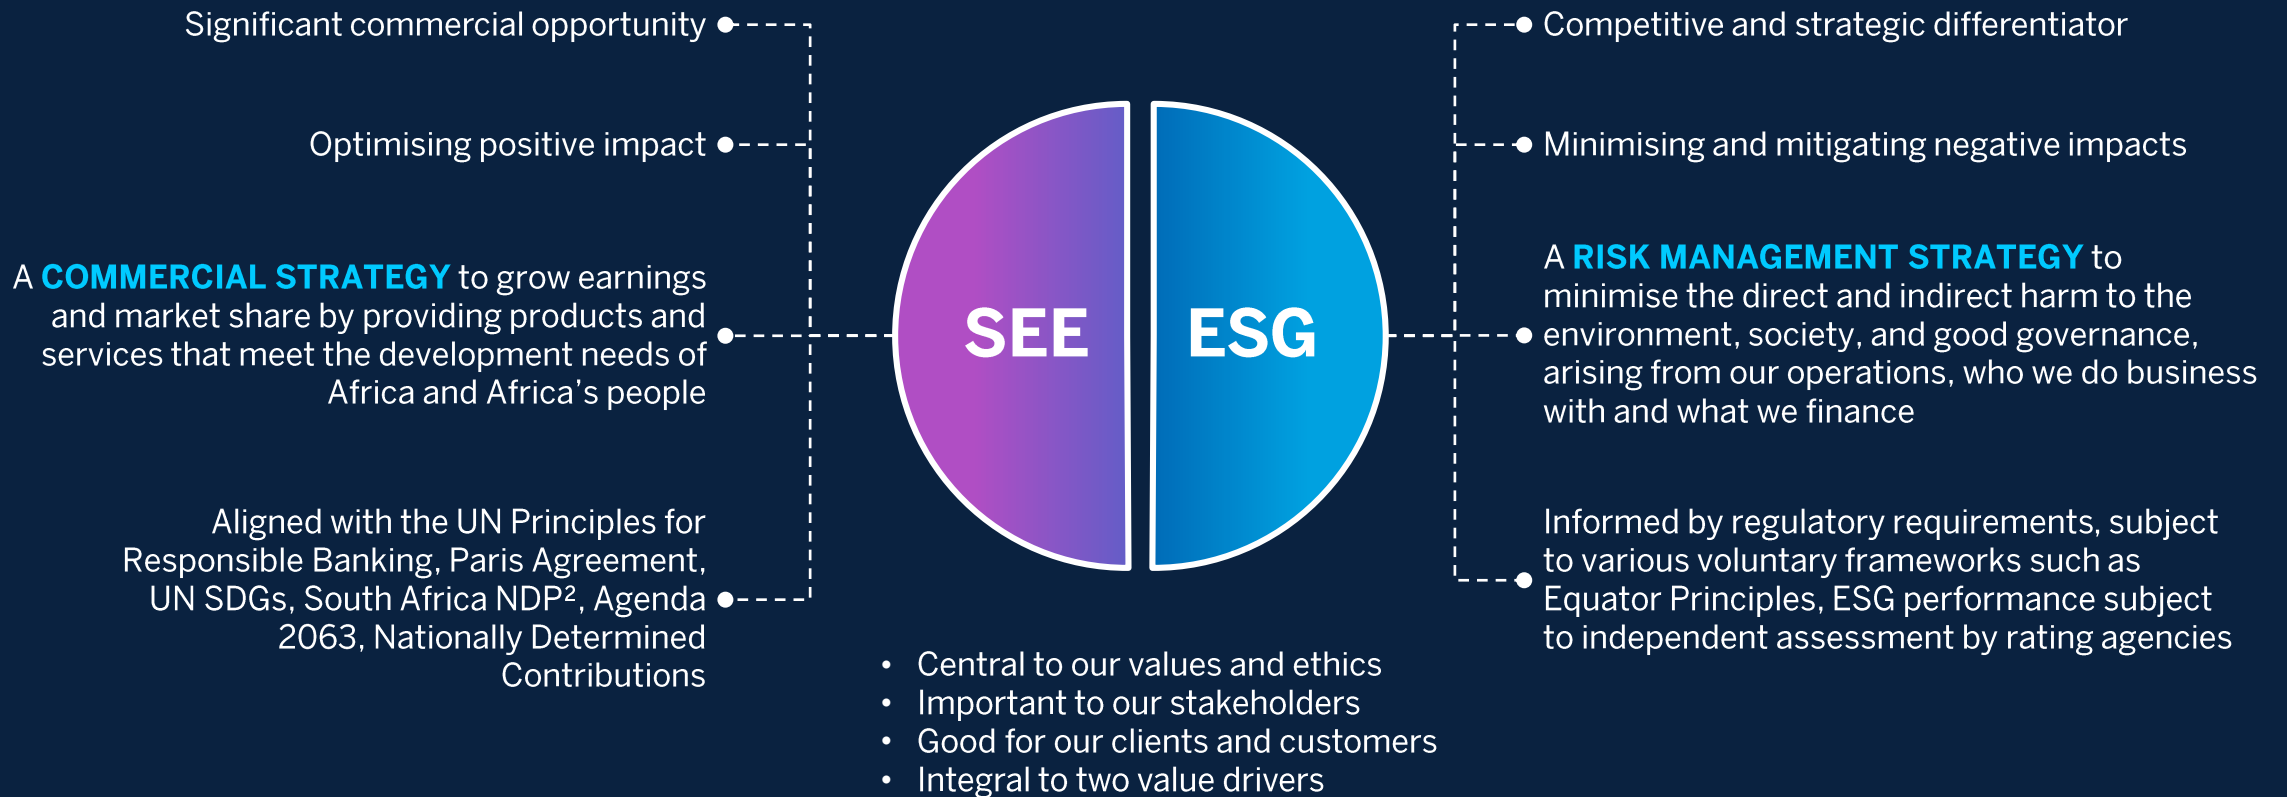 Significant commercial opportunity
Optimising positive impact
A COMMERCIAL STRATEGY to grow earnings
and market share by providing products and
services that meet the development needs of
Africa and Africa’s people
Aligned with the UN Principles for
Responsible Banking, Paris Agreement,
UN SDGs, South Africa NDP², Agenda
2063, Nationally Determined
Contributions
SEE
ESG
• Central to our values and ethics
• Important to our stakeholders
• Good for our clients and customers
• Integral to two value drivers
Competitive and strategic differentiator
Minimising and mitigating negative impacts
A RISK MANAGEMENT STRATEGY to
minimise the direct and indirect harm to the
environment, society, and good governance,
arising from our operations, who we do business
with and what we finance
Informed by regulatory requirements, subject
to various voluntary frameworks such as
Equator Principles, ESG performance subject
to independent assessment by rating agencies